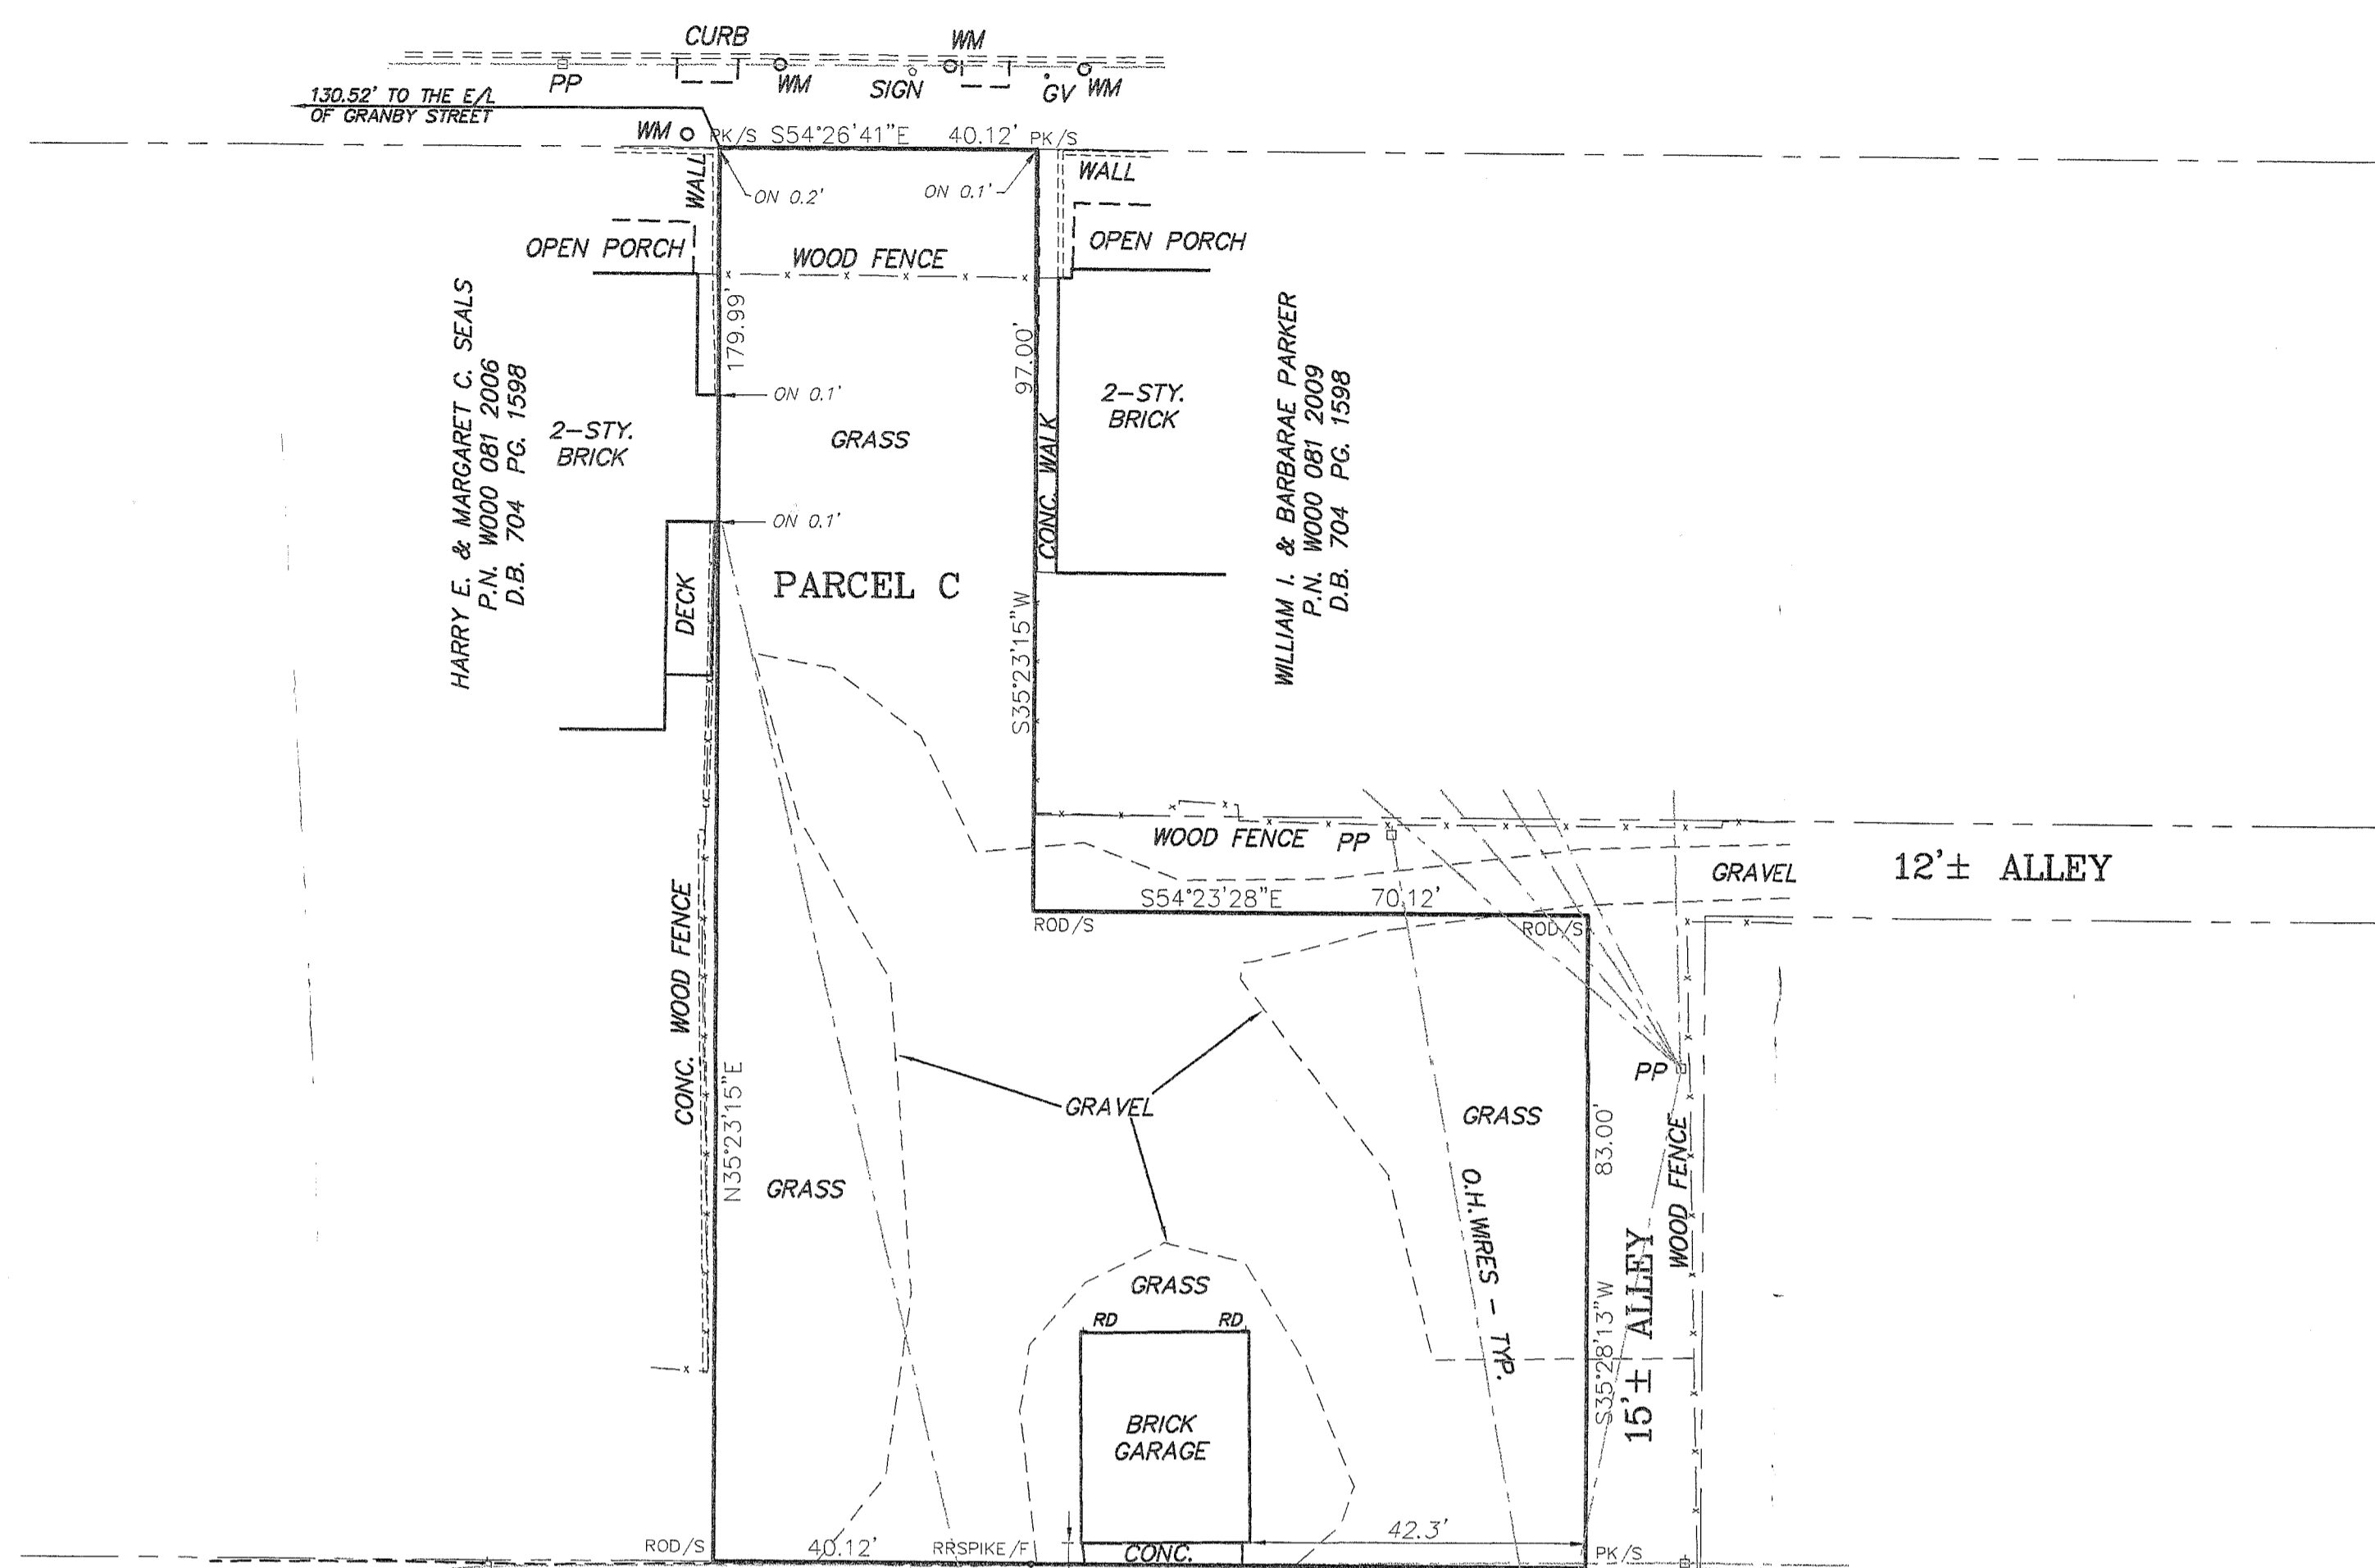 CURB
WM
PP
WM
SIGN
GV
WM
130.52' TO THE E/L
OF GRANBY STREET
WM
PK/S
S54°26'41"E
40.12'
PK/S
WALL
WALL
ON 0.2'
ON 0.1'
OPEN PORCH
WOOD FENCE
OPEN PORCH
HARRY E. & MARGARET C. SEALS
P.N. W000 081 2006
D.B. 704 PG. 1598
179.99'
97.00'
WILLIAM I. & BARBARAE PARKER
P.N. W000 081 2009
D.B. 704 PG. 1598
ON 0.1'
2-STY.
BRICK
GRASS
2-STY.
BRICK
CONC. WALK
ON 0.1'
DECK
PARCEL C
S35°23'15"W
WOOD FENCE
PP
GRAVEL
12'± ALLEY
S54°23'28"E
70.12'
ROD/S
ROD/S
CONC. WOOD FENCE
N35°23'15"E
GRAVEL
PP
GRASS
83.00'
WOOD FENCE
GRASS
O.H.WIRES - TYP.
S35°28'13"W
15'± ALLEY
GRASS
RD
RD
BRICK
GARAGE
42.3'
ROD/S
40.12'
RRSPIKE/F
CONC.
PK/S